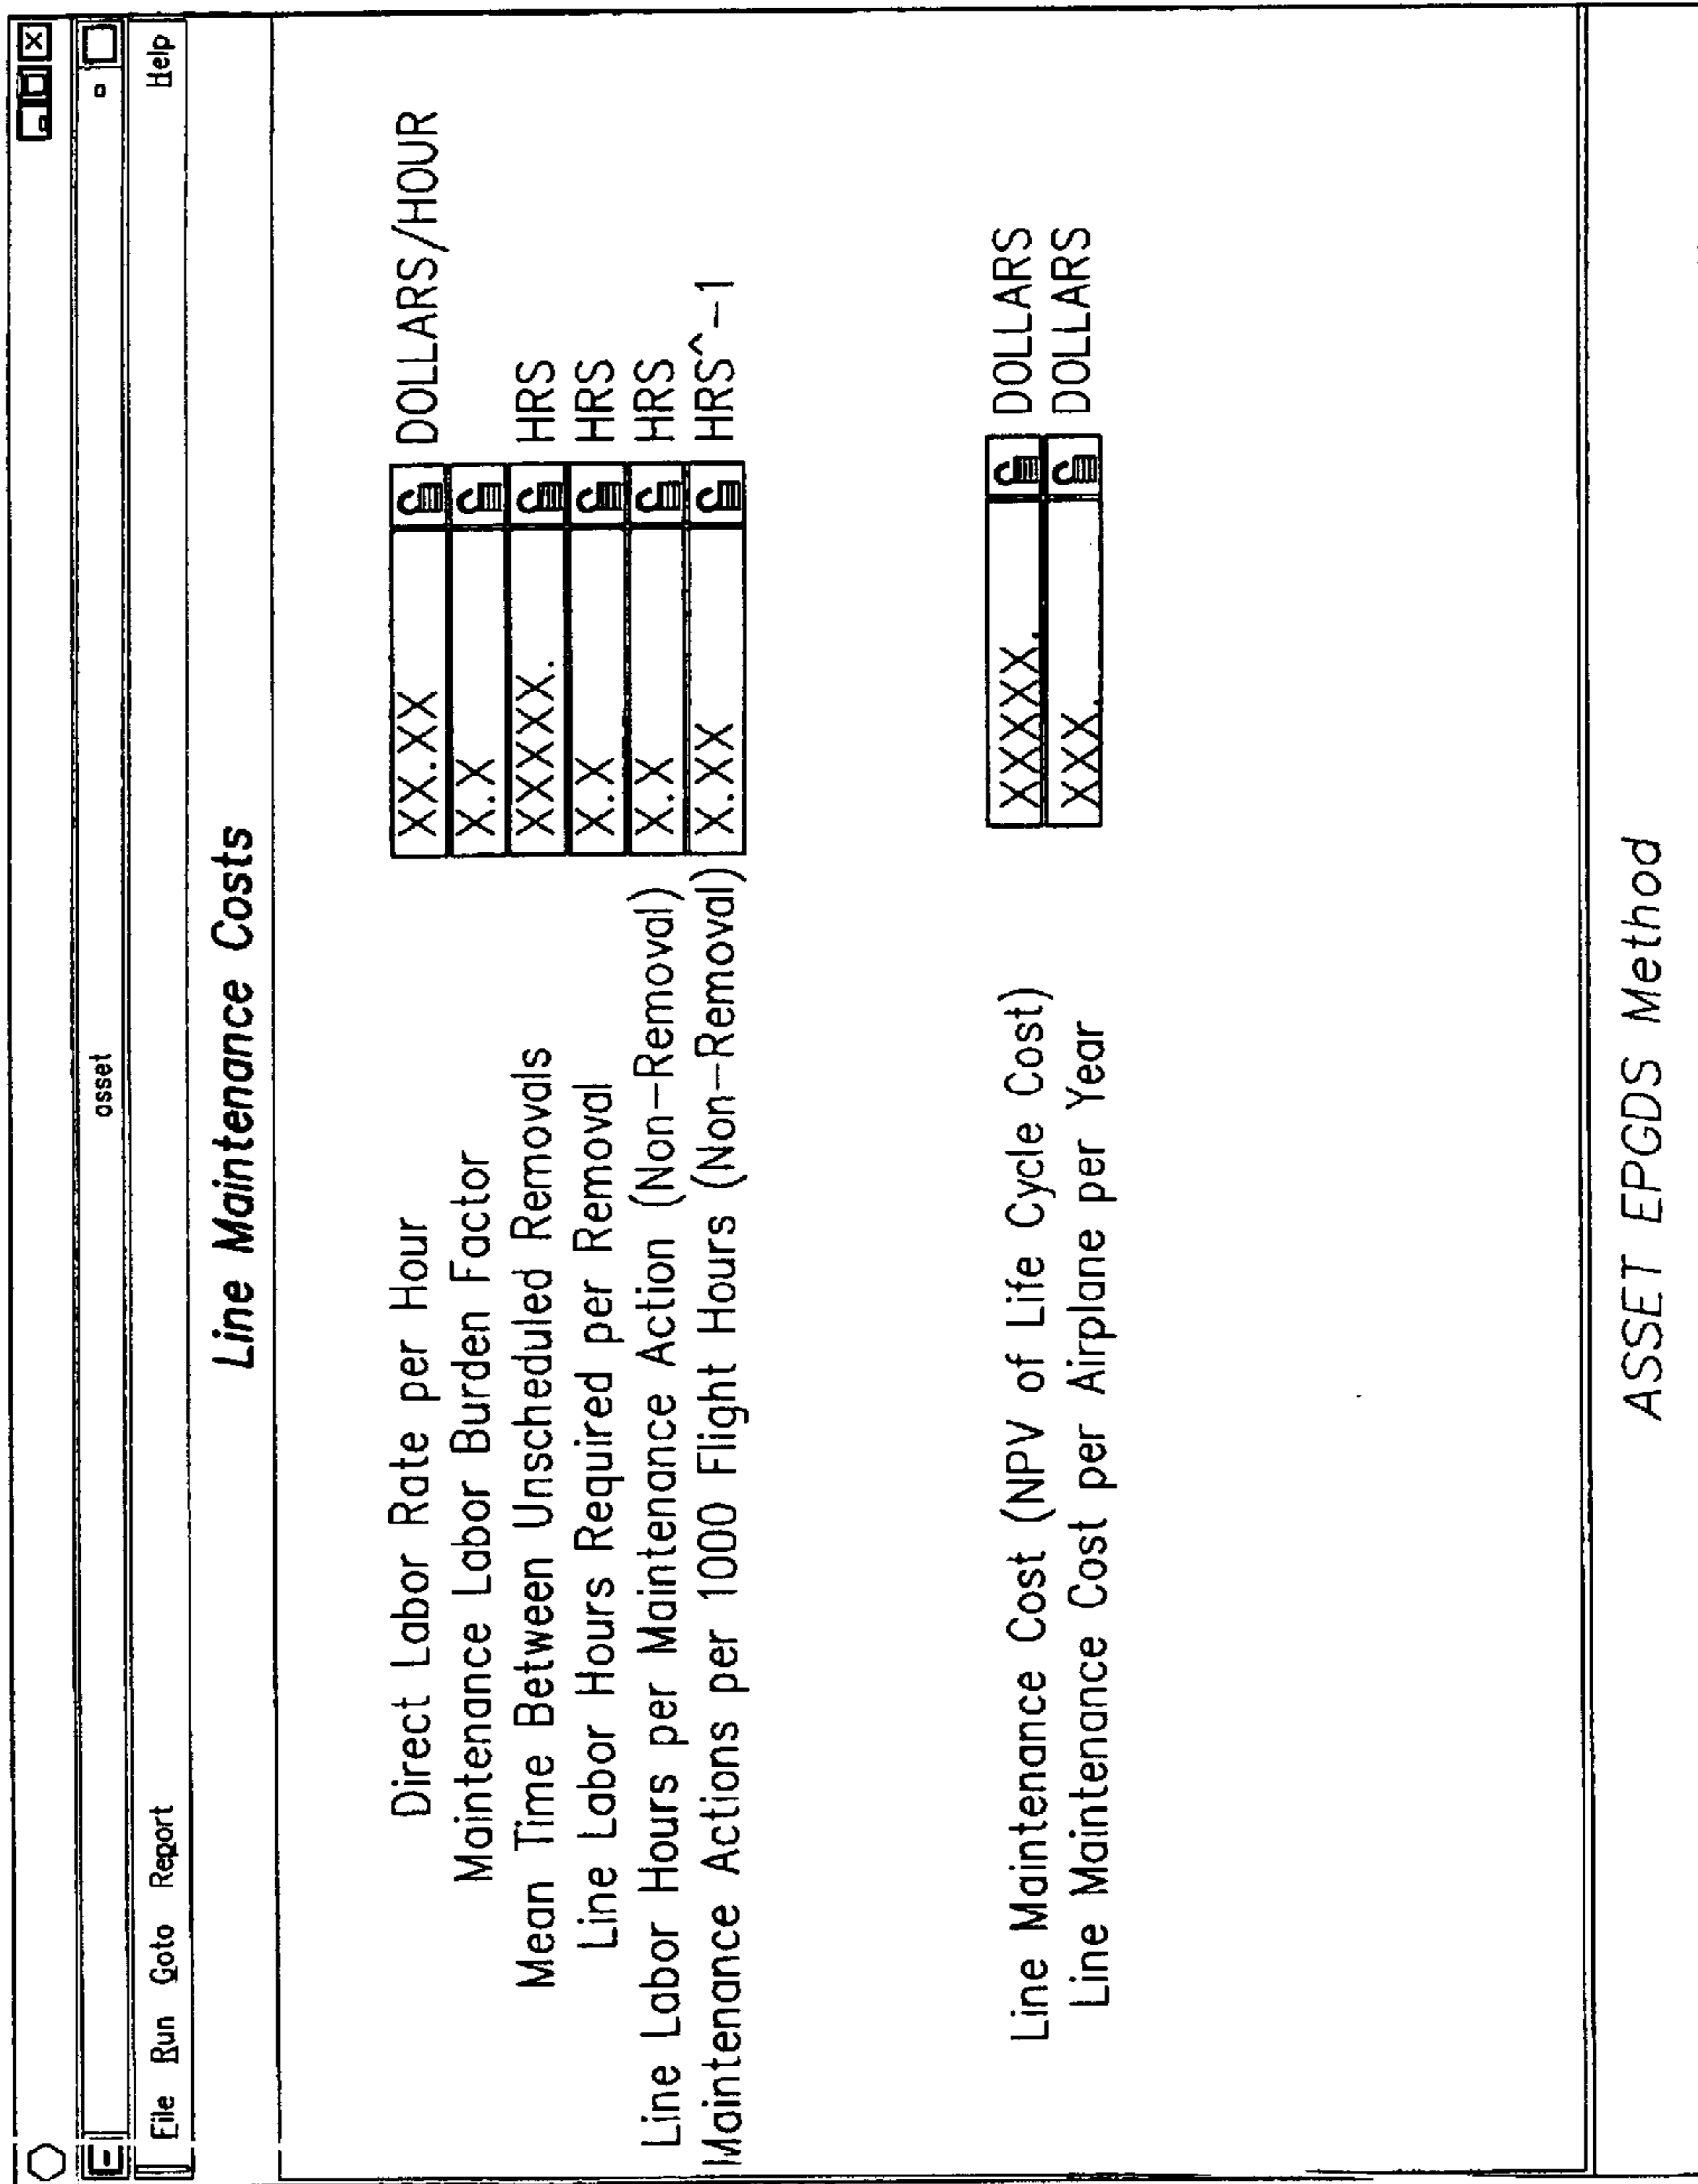 asset
File Run Goto Report Help
Line Maintenance Costs
Direct Labor Rate per Hour XX.XX DOLLARS/HOUR
Maintenance Labor Burden Factor X.X
Mean Time Between Unscheduled Removals XXXXXX. HRS
Line Labor Hours Required per Removal X.X HRS
Line Labor Hours per Maintenance Action (Non-Removal) X.X HRS
Maintenance Actions per 1000 Flight Hours (Non-Removal) X.XX HRS^-1
Line Maintenance Cost (NPV of Life Cycle Cost) XXXXXX. DOLLARS
Line Maintenance Cost per Airplane per Year XXX. DOLLARS
ASSET EPGDS Method